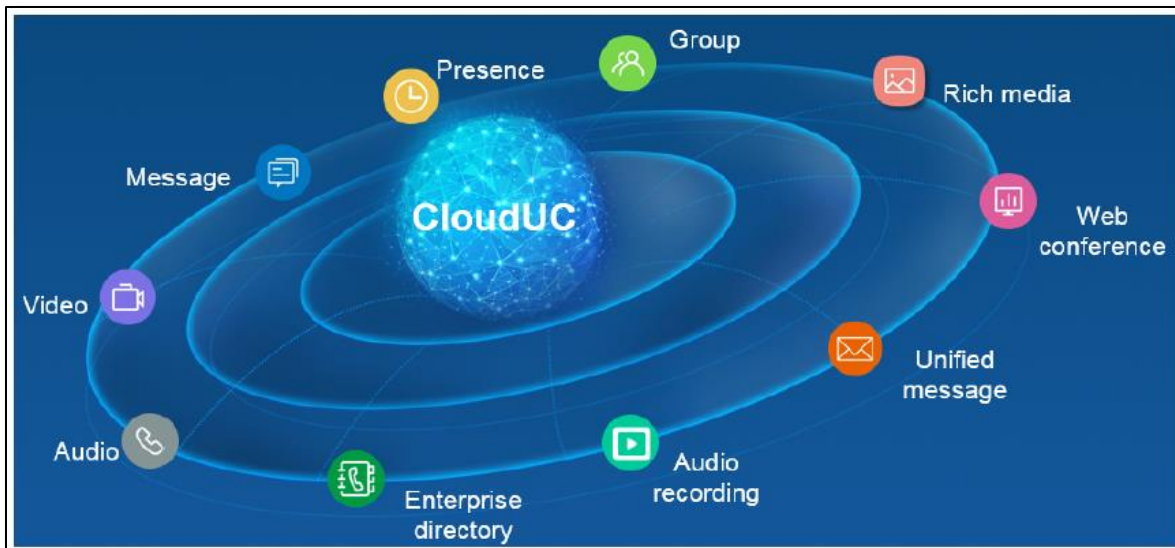 Group
Presence
Rich media
Message
CloudUC
Web
conference
Video
Unified
message
Audio
Audio
recording
Enterprise
directory